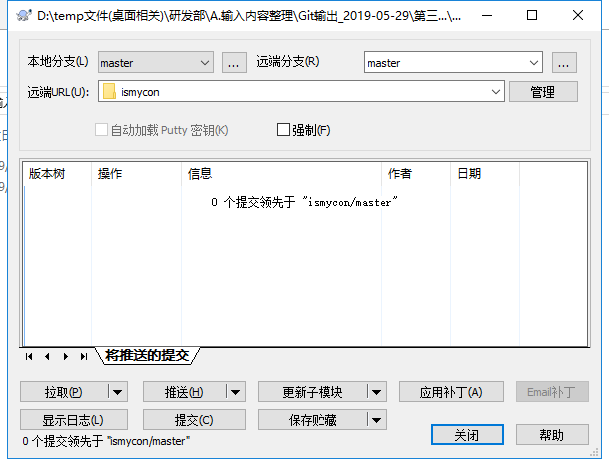 D:\temp文件(桌面相关)\研发部\A.输入内容整理\Git输出_2019-05-29\第三...\...
本地分支(L) master ... 远端分支(R) master ...
远端URL(U): ismycon 管理
自动加载 Putty 密钥(K) 强制(F)
版本树 操作 信息 作者 日期
0 个提交领先于 "ismycon/master"
将推送的提交
拉取(P) 推送(H) 更新子模块 应用补丁(A) Email补丁
显示日志(L) 提交(C) 保存贮藏
0 个提交领先于 "ismycon/master"
关闭 帮助